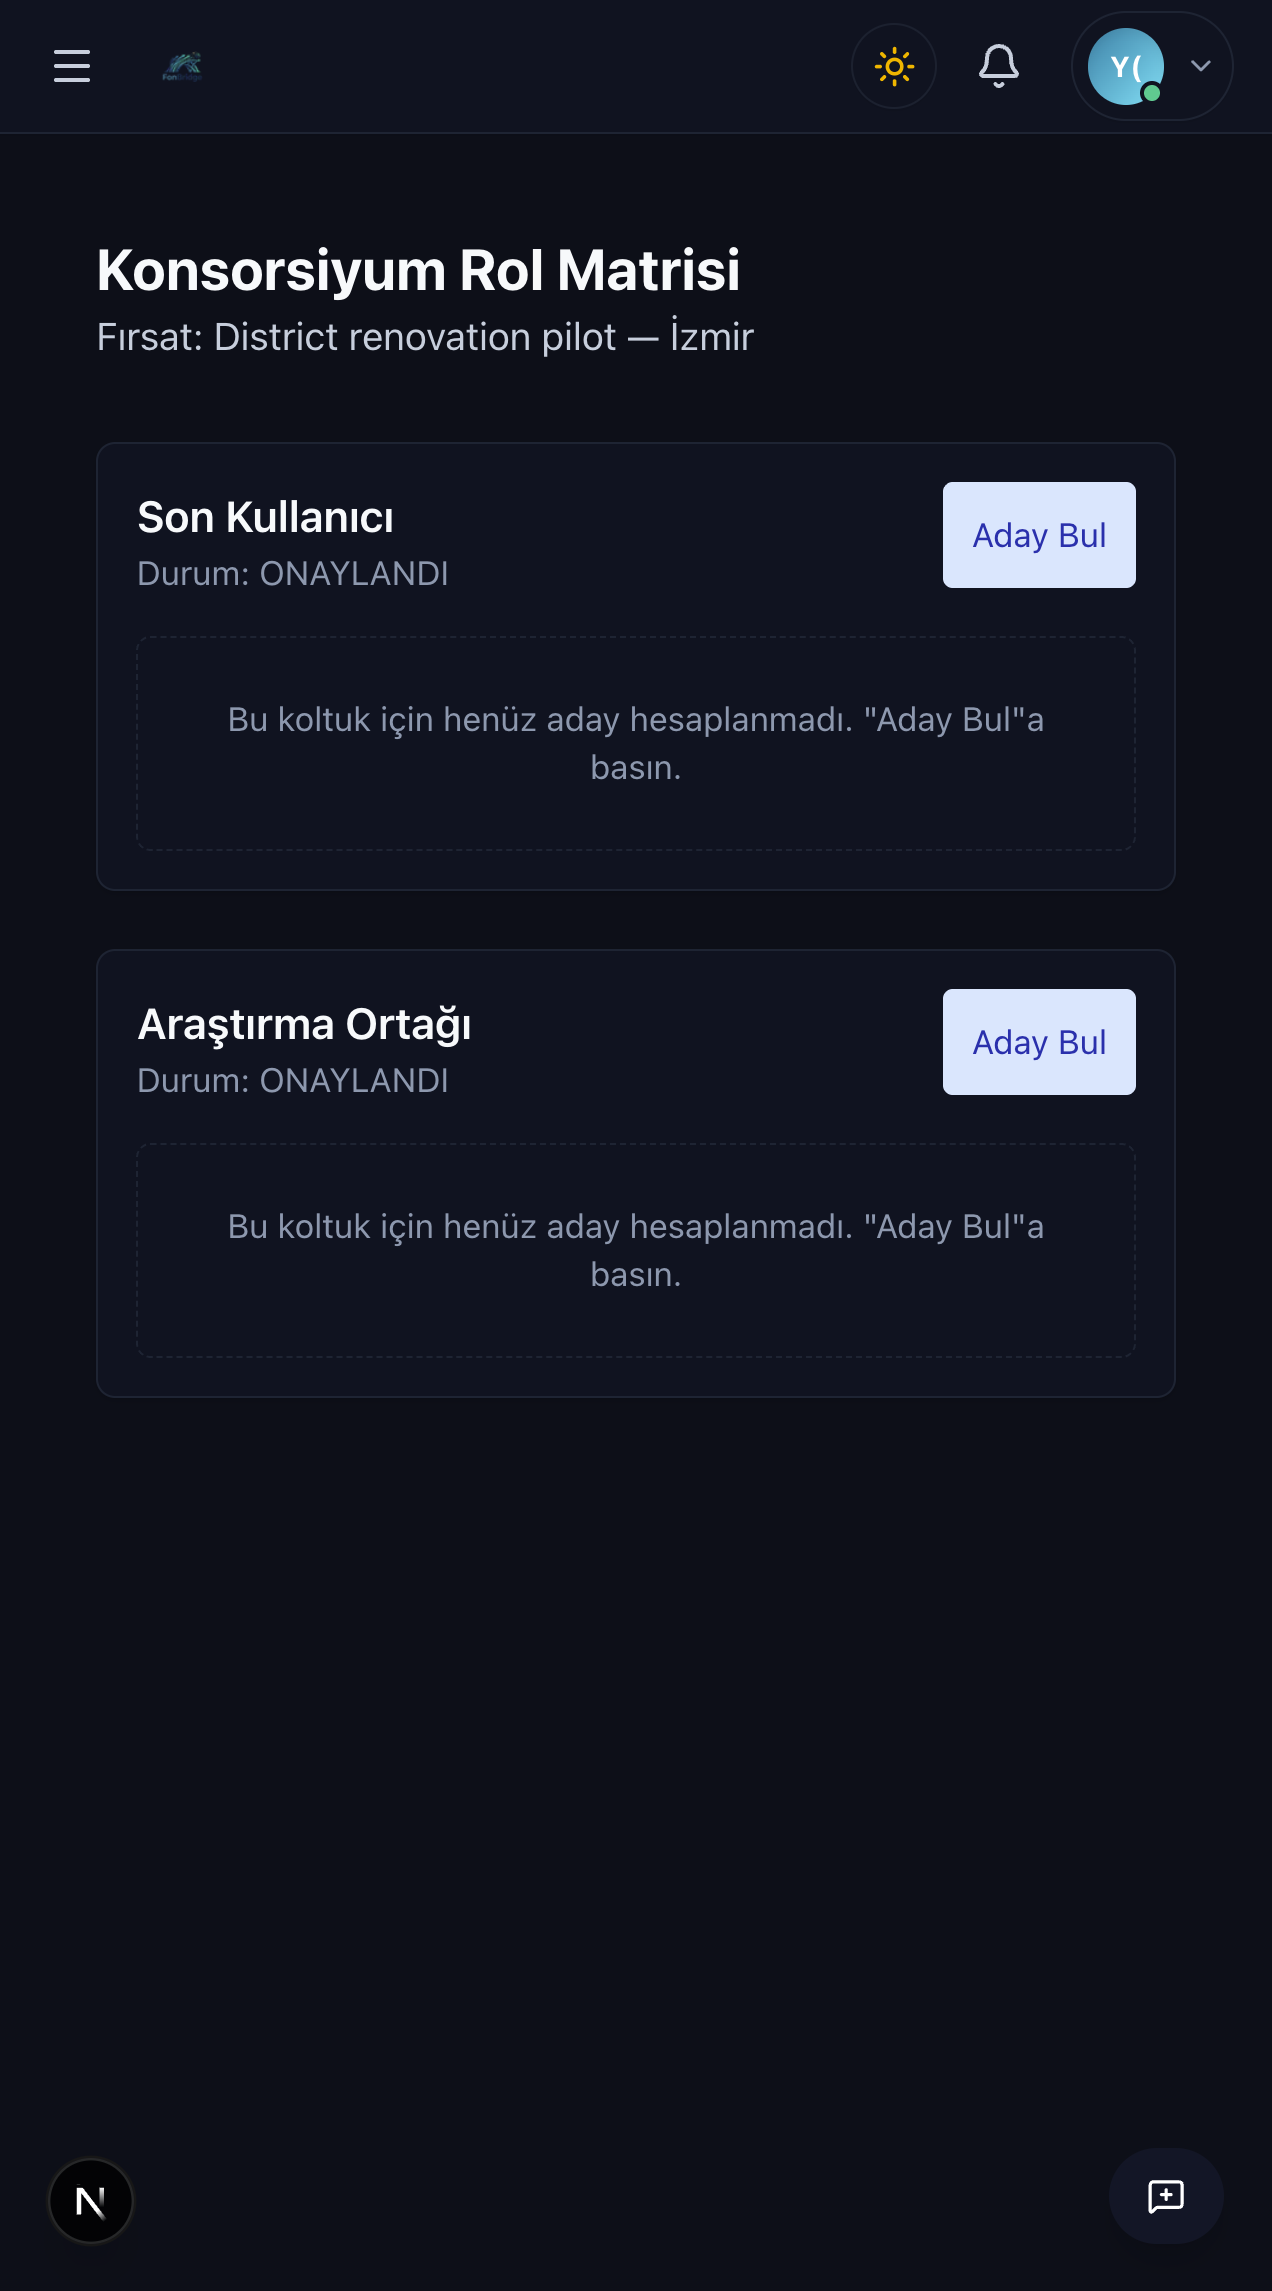 Y(
Konsorsiyum Rol Matrisi
Fırsat: District renovation pilot — İzmir
Son Kullanıcı
Aday Bul
Durum: ONAYLANDI
Bu koltuk için henüz aday hesaplanmadı. "Aday Bul"a
basın.
Araştırma Ortağı
Aday Bul
Durum: ONAYLANDI
Bu koltuk için henüz aday hesaplanmadı. "Aday Bul"a
basın.
N